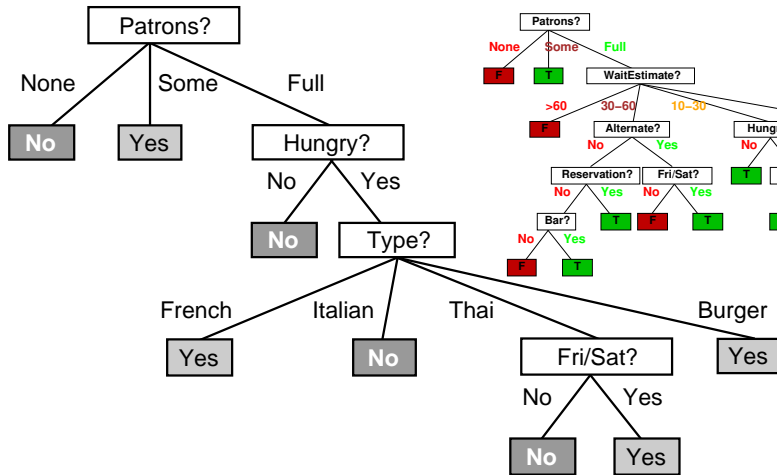 Patrons?
None Some Full
No Yes Hungry?
No Yes
No Type?
French Italian Thai Burger
Yes No Fri/Sat? Yes
No Yes
No Yes
Patrons?
None Some Full
F T WaitEstimate?
>60 30−60 10−30
F Alternate?
No Yes No
Reservation? Fri/Sat? T
No Yes No Yes
Bar? T F T
No Yes
F T